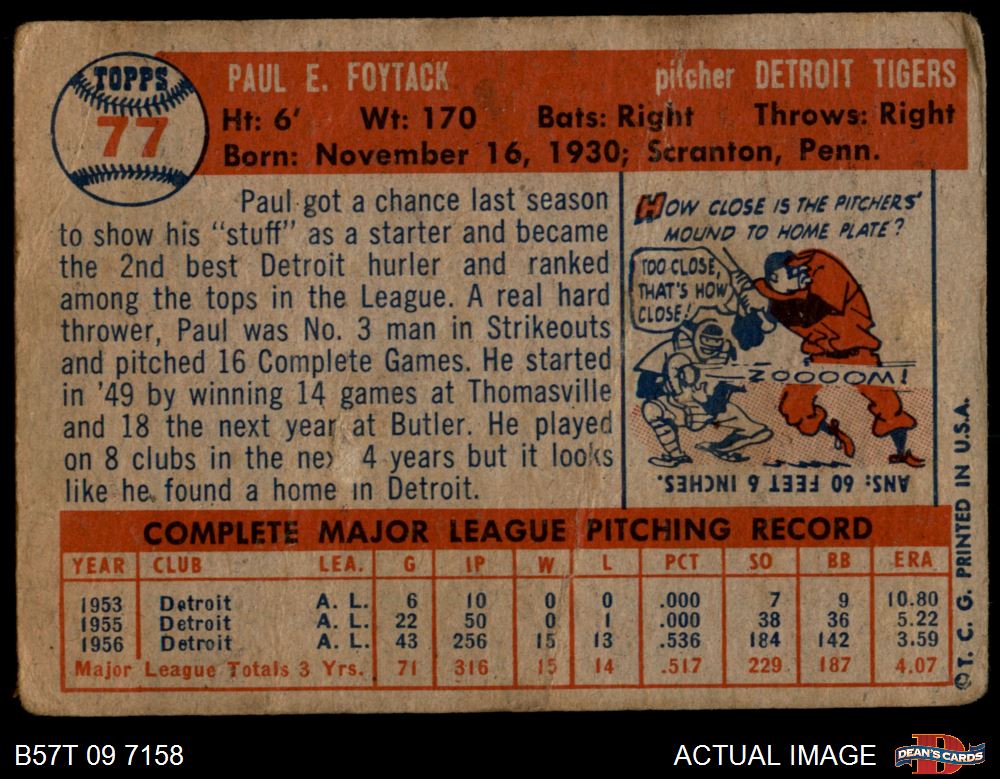 TOPPS
77
PAUL E. FOYTACK pitcher DETROIT TIGERS
Ht: 6' Wt: 170 Bats: Right Throws: Right
Born: November 16, 1930; Scranton, Penn.
Paul got a chance last season
to show his "stuff" as a starter and became
the 2nd best Detroit hurler and ranked
among the tops in the League. A real hard
thrower, Paul was No. 3 man in Strikeouts
and pitched 16 Complete Games. He started
in '49 by winning 14 games at Thomasville
and 18 the next year at Butler. He played
on 8 clubs in the 4 years but it looks
like he found a home in Detroit.
HOW CLOSE IS THE PITCHERS'
MOUND TO HOME PLATE?
TOO CLOSE,
THAT'S HOW
CLOSE!
ZOOOOM!
ANS: 60 FEET 6 INCHES.
COMPLETE MAJOR LEAGUE PITCHING RECORD
YEAR CLUB LEA. G IP W L PCT SO BB ERA
1953 Detroit A. L. 6 10 0 0 .000 7 9 10.80
1955 Detroit A. L. 22 50 0 1 .000 38 36 5.22
1956 Detroit A. L. 43 256 15 13 .536 184 142 3.59
Major League Totals 3 Yrs. 71 316 15 14 .517 229 187 4.07
©T. C. G. PRINTED IN U.S.A.
B57T 09 7158
ACTUAL IMAGE
DEAN'S CARDS